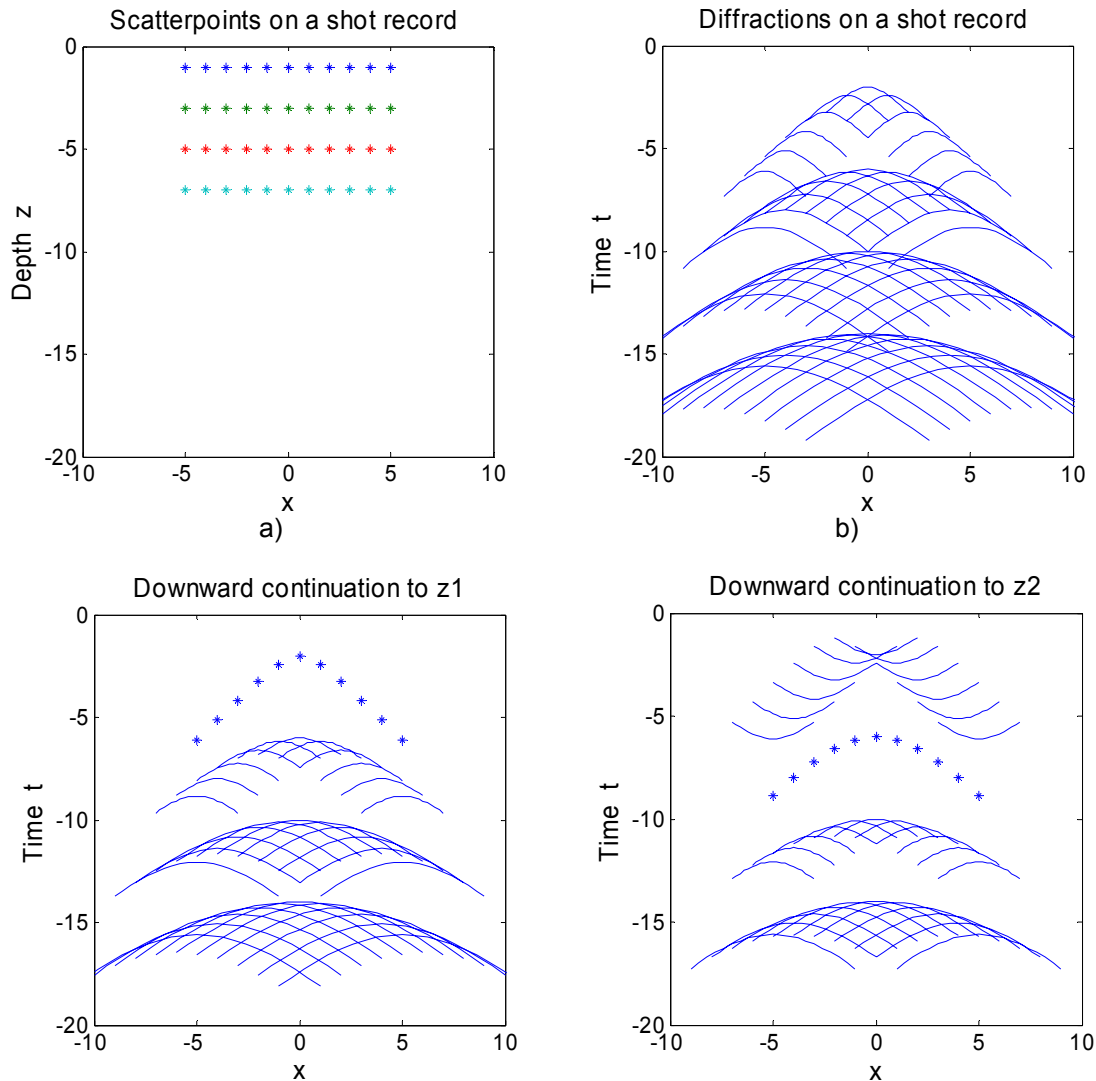 Scatterpoints on a shot record
0
-5
-10
-15
-20
Depth z
-10 -5 0 5 10
x
a)
Diffractions on a shot record
0
-5
-10
-15
-20
Time t
-10 -5 0 5 10
x
b)
Downward continuation to z1
0
-5
-10
-15
-20
Time t
-10 -5 0 5 10
x
Downward continuation to z2
0
-5
-10
-15
-20
Time t
-10 -5 0 5 10
x